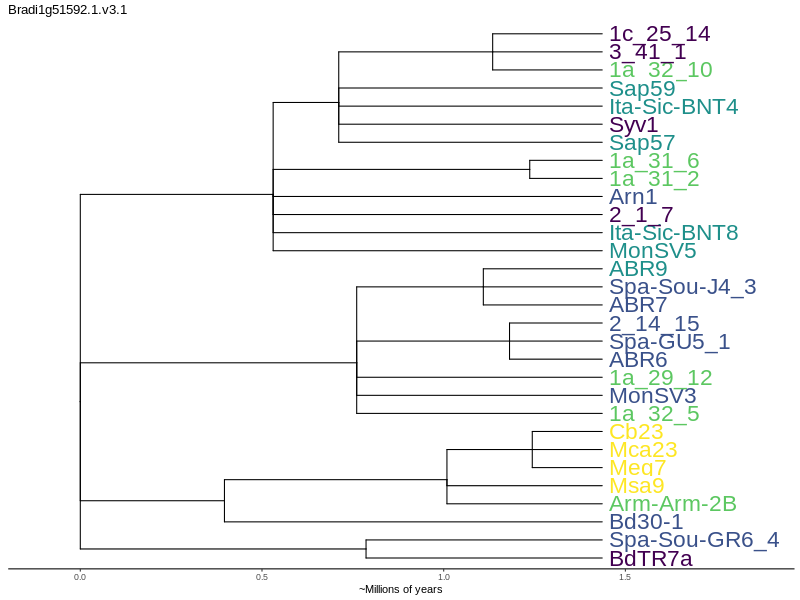 Bradi1g51592.1.v3.1
1c_25_14
3_41_1
1a_32_10
Sap59
Ita-Sic-BNT4
Syv1
Sap57
1a_31_6
1a_31_2
Arn1
2_1_7
Ita-Sic-BNT8
MonSV5
ABR9
Spa-Sou-J4_3
ABR7
2_14_15
Spa-GU5_1
ABR6
1a_29_12
MonSV3
1a_32_5
Cb23
Mca23
Meg7
Msa9
Arm-Arm-2B
Bd30-1
Spa-Sou-GR6_4
BdTR7a
0.0 0.5 1.0 1.5
~Millions of years